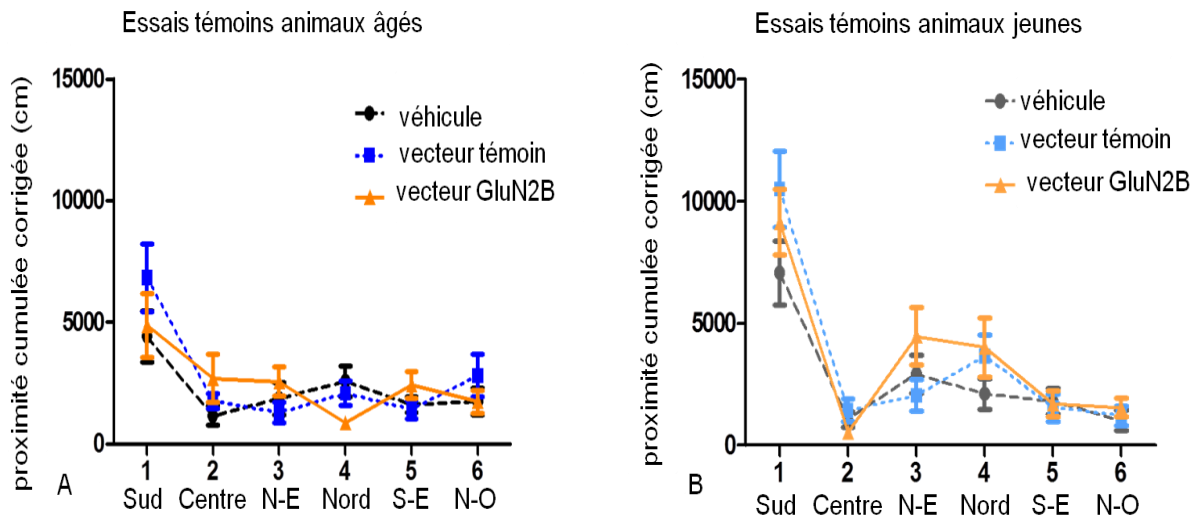 Essais témoins animaux âgés
proximité cumulée corrigée (cm)
15000
10000
5000
0
véhicule
vecteur témoin
vecteur GluN2B
1 2 3 4 5 6
Sud Centre N-E Nord S-E N-O
A
Essais témoins animaux jeunes
proximité cumulée corrigée (cm)
15000
10000
5000
0
véhicule
vecteur témoin
vecteur GluN2B
1 2 3 4 5 6
Sud Centre N-E Nord S-E N-O
B